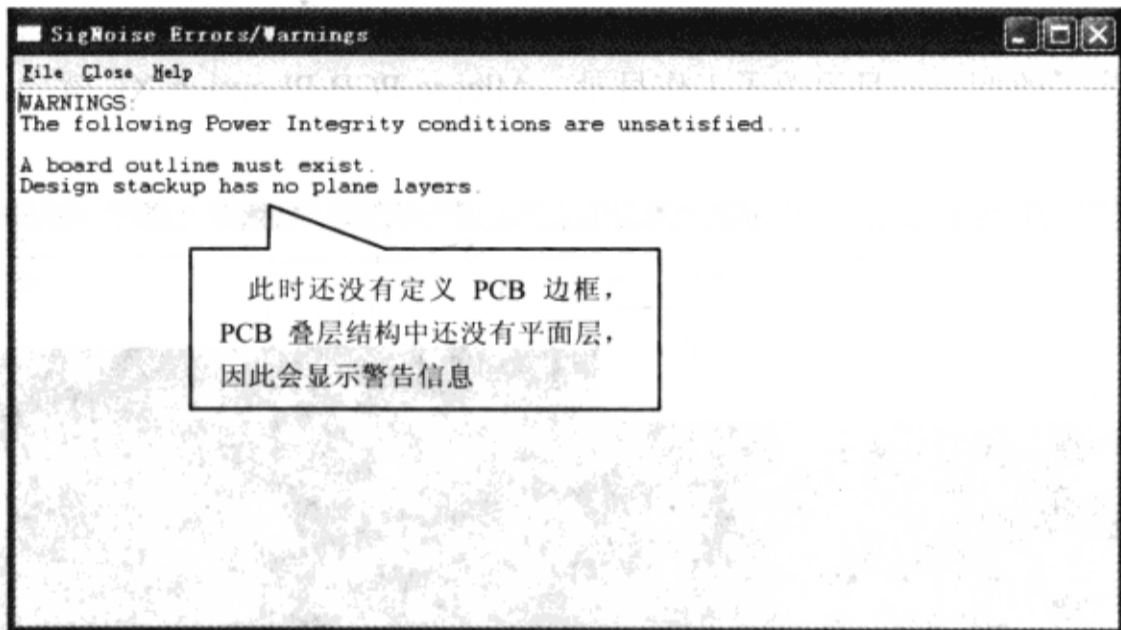 SigNoise Errors/Warnings
File Close Help
WARNINGS:
The following Power Integrity conditions are unsatisfied...
A board outline must exist.
Design stackup has no plane layers.
此时还没有定义 PCB 边框，
PCB 叠层结构中还没有平面层，
因此会显示警告信息